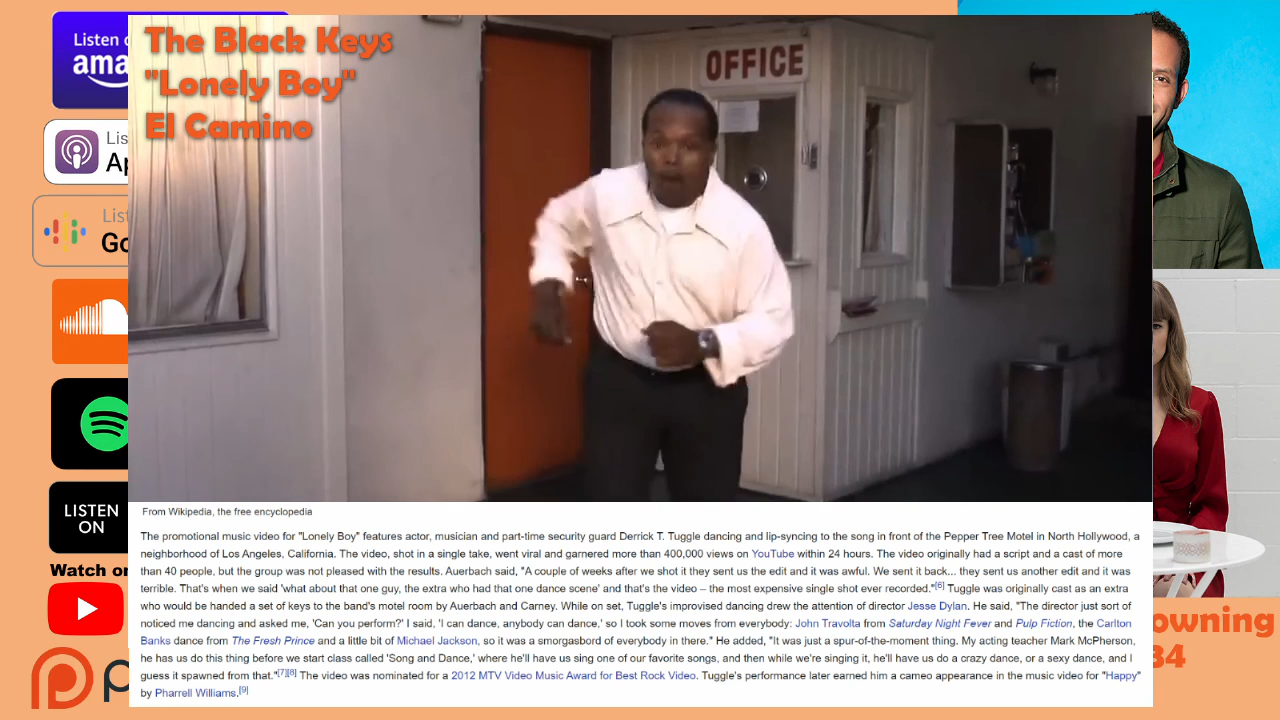 The Black Keys
"Lonely Boy"
El Camino
OFFICE
Listen
ama
Lis
Ap
List
Go
LISTEN
ON
Watch on
From Wikipedia, the free encyclopedia
The promotional music video for "Lonely Boy" features actor, musician and part-time security guard Derrick T. Tuggle dancing and lip-syncing to the song in front of the Pepper Tree Motel in North Hollywood, a
neighborhood of Los Angeles, California. The video, shot in a single take, went viral and garnered more than 400,000 views on YouTube within 24 hours. The video originally had a script and a cast of more
than 40 people, but the group was not pleased with the results. Auerbach said, "A couple of weeks after we shot it they sent us the edit and it was awful. We sent it back... they sent us another edit and it was
terrible. That's when we said 'what about that one guy, the extra who had that one dance scene' and that's the video – the most expensive single shot ever recorded."[6] Tuggle was originally cast as an extra
who would be handed a set of keys to the band's motel room by Auerbach and Carney. While on set, Tuggle's improvised dancing drew the attention of director Jesse Dylan. He said, "The director just sort of
noticed me dancing and asked me, 'Can you perform?' I said, 'I can dance, anybody can dance,' so I took some moves from everybody: John Travolta from Saturday Night Fever and Pulp Fiction, the Carlton
Banks dance from The Fresh Prince and a little bit of Michael Jackson, so it was a smorgasbord of everybody in there." He added, "It was just a spur-of-the-moment thing. My acting teacher Mark McPherson,
he has us do this thing before we start class called 'Song and Dance,' where he'll have us sing one of our favorite songs, and then while we're singing it, he'll have us do a crazy dance, or a sexy dance, and I
guess it spawned from that."[7][8] The video was nominated for a 2012 MTV Video Music Award for Best Rock Video. Tuggle's performance later earned him a cameo appearance in the music video for "Happy"
by Pharrell Williams.[9]
owning
34